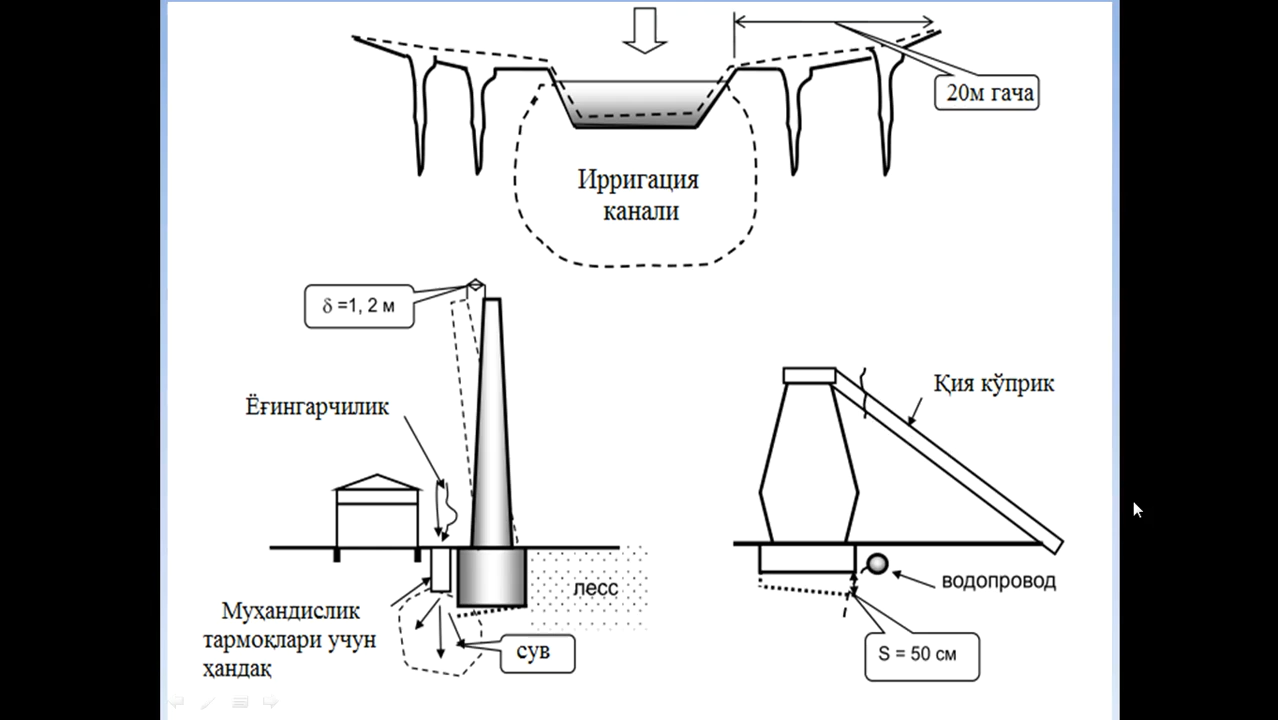 20м гача
Ирригация
канали
δ =1, 2 м
Ёғингарчилик
Қия кўприк
лесс
водопровод
Муҳандислик
тармоқлари учун
ҳандақ
сув
S = 50 см